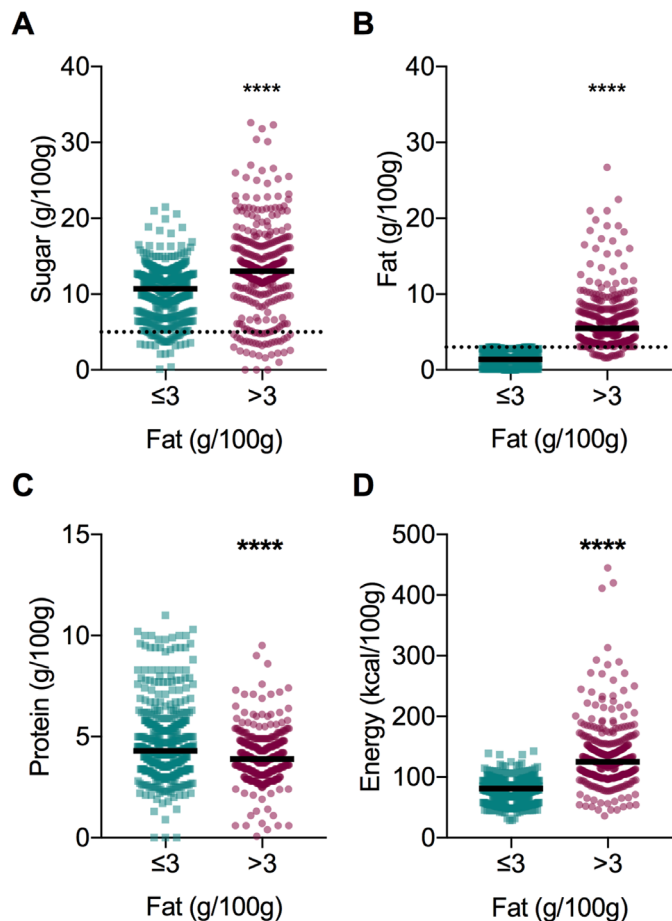 A
Sugar (g/100g)
40
30
20
10
0
****
≤3
>3
Fat (g/100g)
B
Fat (g/100g)
40
30
20
10
0
****
≤3
>3
Fat (g/100g)
C
Protein (g/100g)
15
10
5
0
****
≤3
>3
Fat (g/100g)
D
Energy (kcal/100g)
500
400
300
200
100
0
****
≤3
>3
Fat (g/100g)